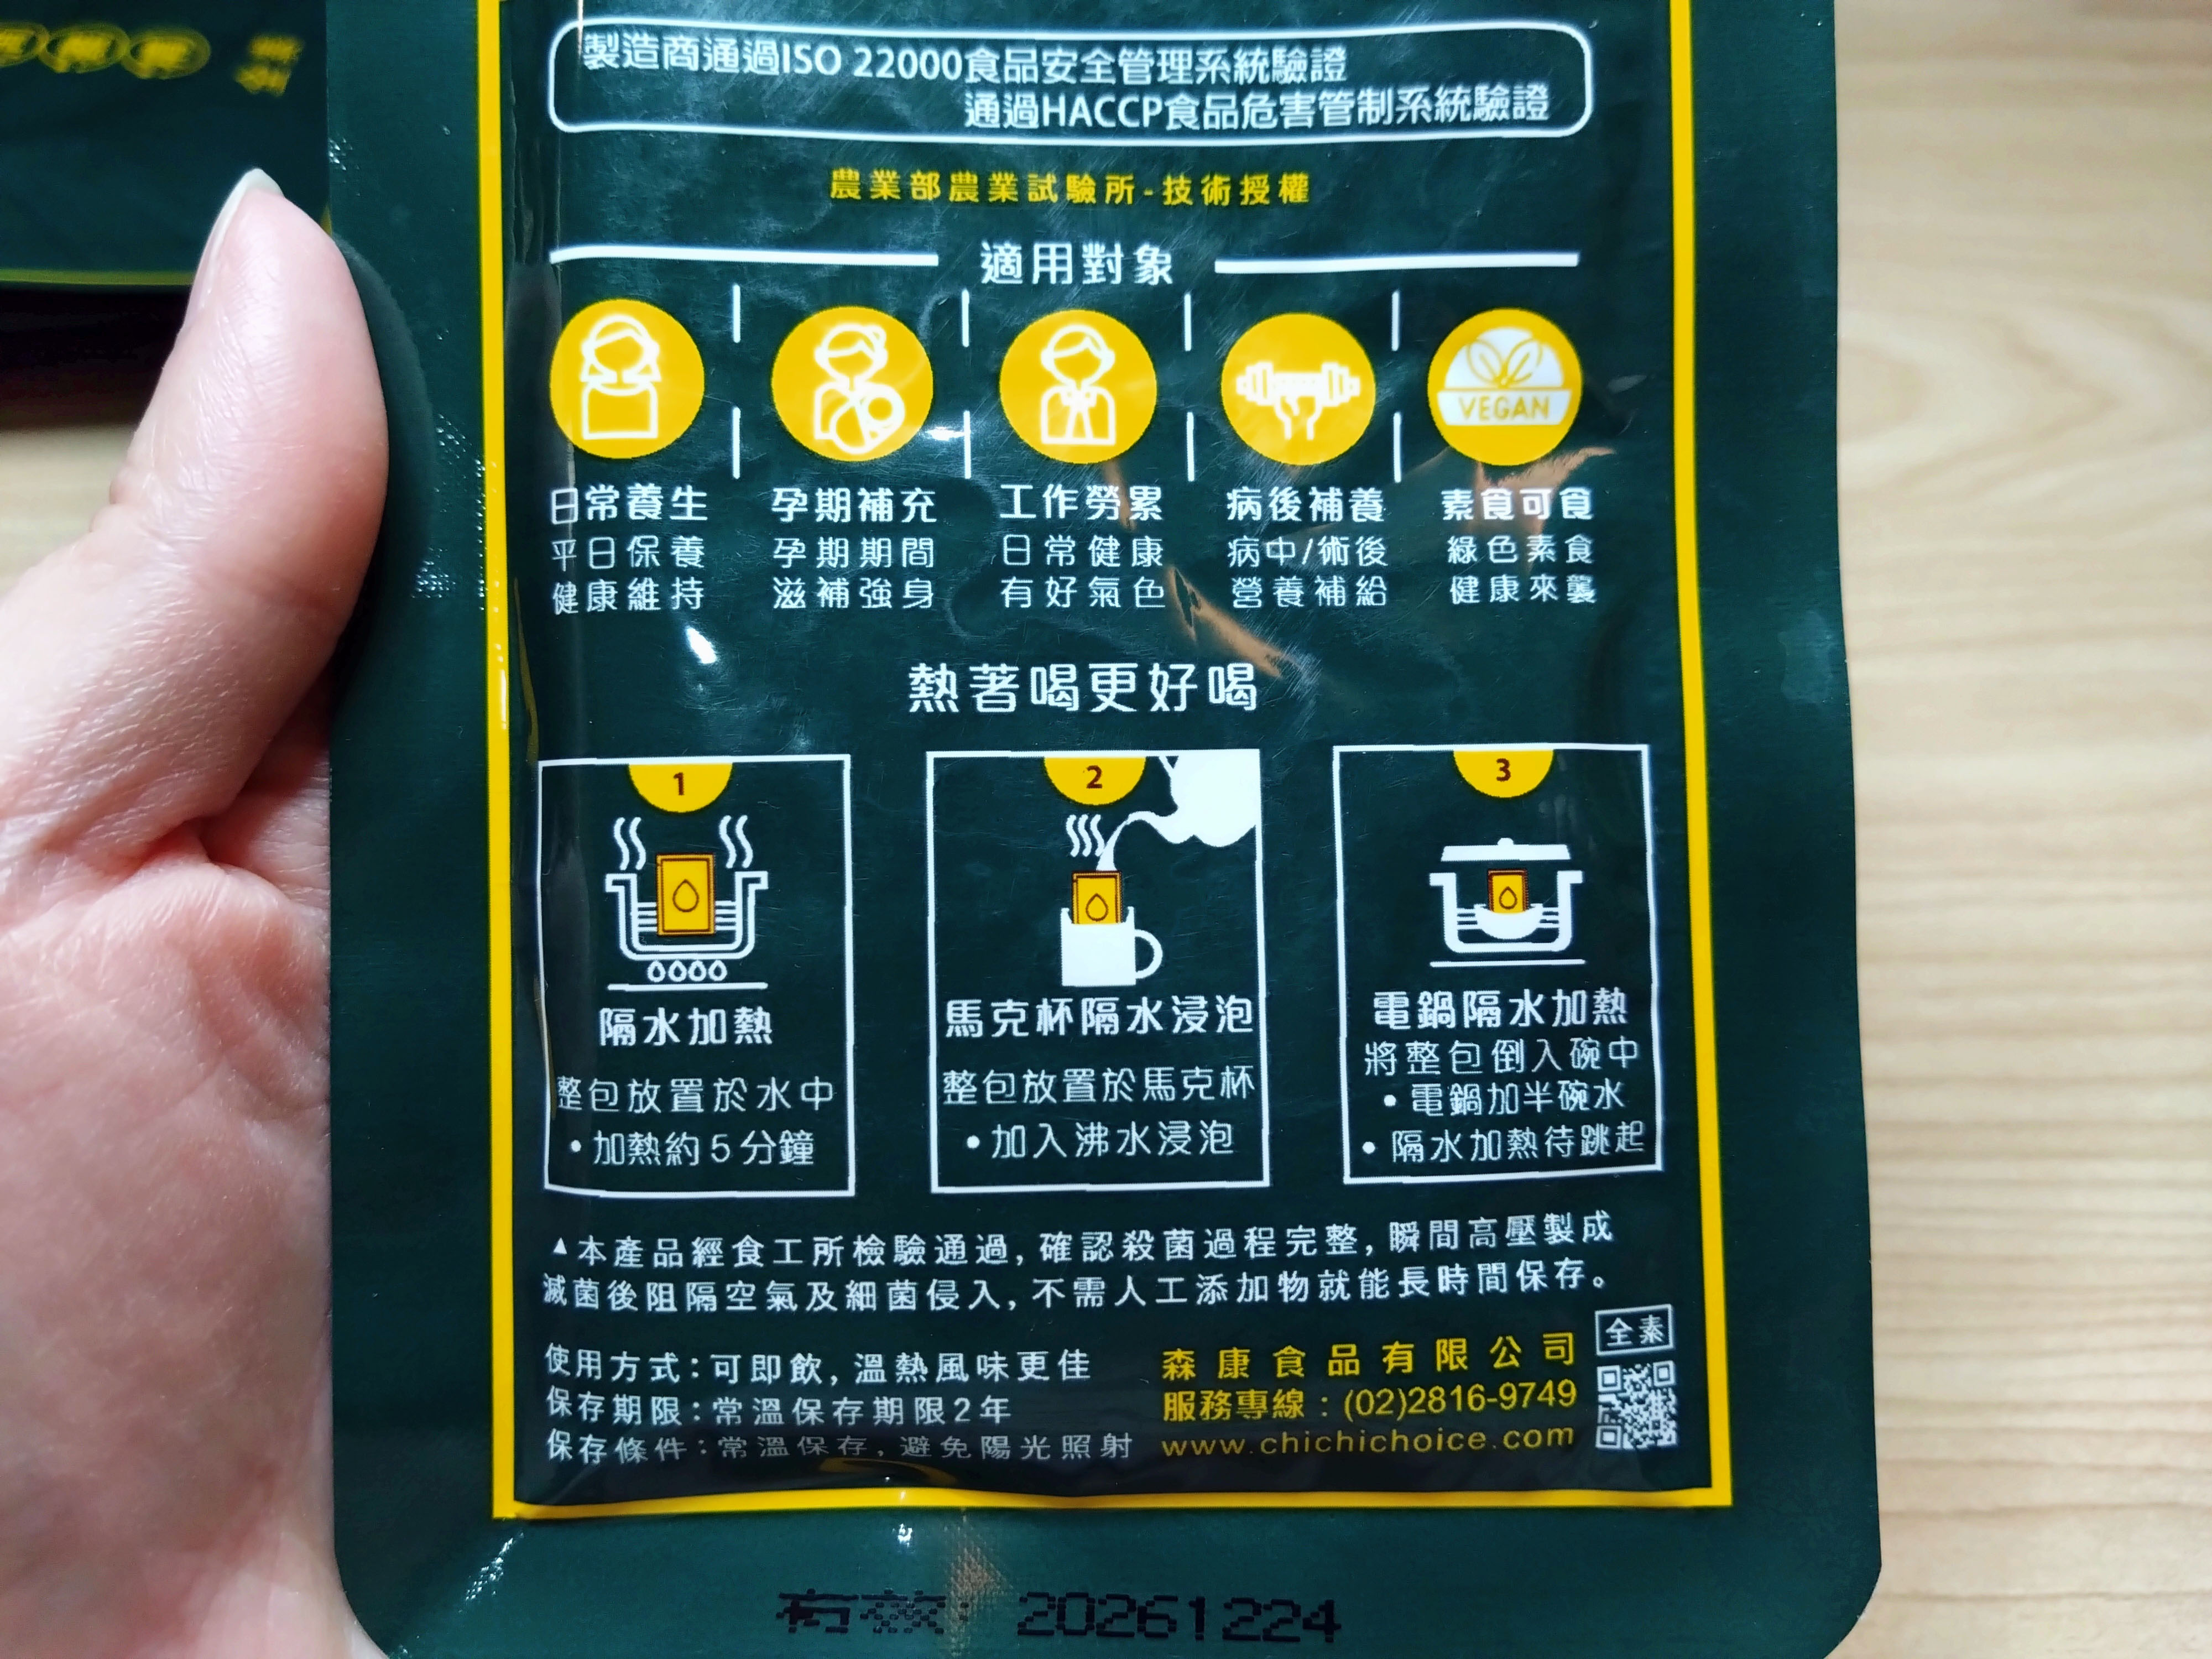 製造商通過ISO 22000食品安全管理系統驗證
通過HACCP食品危害管制系統驗證
農業部農業試驗所-技術授權
適用對象
VEGAN
日常養生
平日保養
健康維持
孕期補充
孕期期間
滋補強身
工作勞累
日常健康
有好氣色
病後補養
病中/術後
營養補給
素食可食
綠色素食
健康來襲
熱著喝更好喝
1
隔水加熱
整包放置於水中
•加熱約5分鐘
2
馬克杯隔水浸泡
整包放置於馬克杯
•加入沸水浸泡
3
電鍋隔水加熱
將整包倒入碗中
•電鍋加半碗水
•隔水加熱待跳起
▲本產品經食工所檢驗通過,確認殺菌過程完整,瞬間高壓製成
滅菌後阻隔空氣及細菌侵入,不需人工添加物就能長時間保存。
使用方式:可即飲,溫熱風味更佳
保存期限:常溫保存期限2年
保存條件:常溫保存,避免陽光照射
全素
森康食品有限公司
服務專線:(02)2816-9749
www.chichichoice.com
有效: 20261224